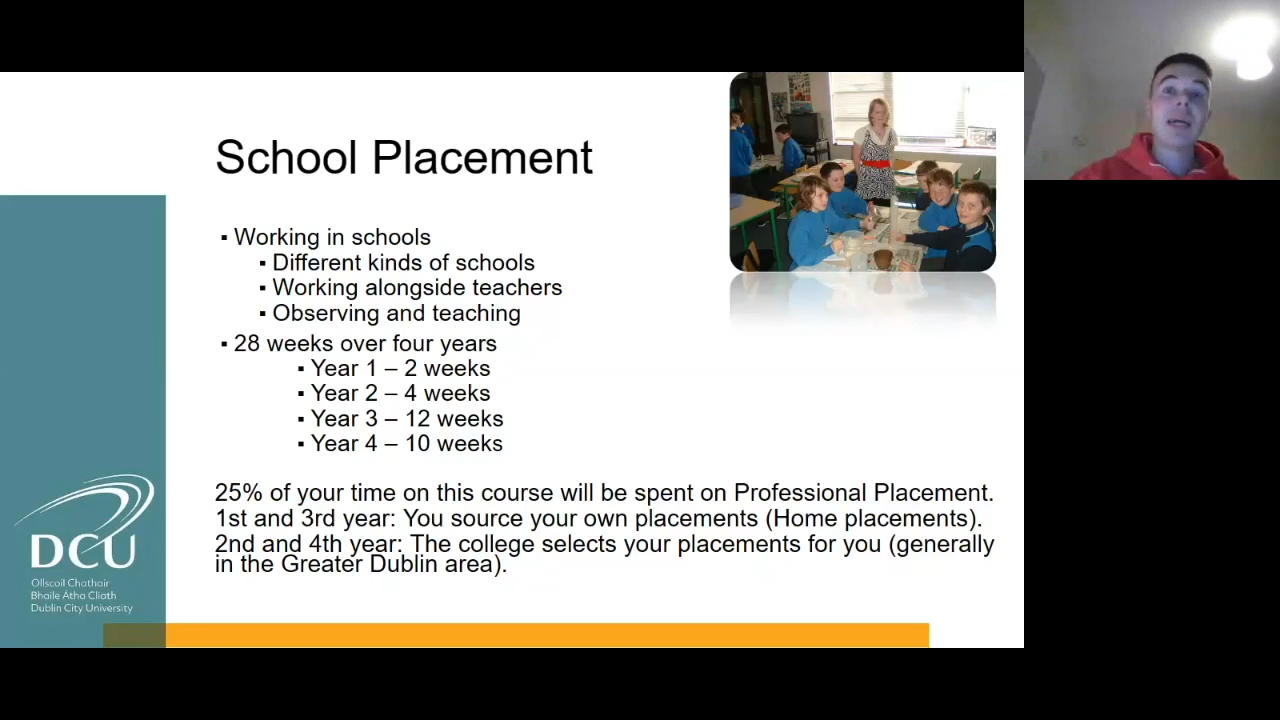 School Placement
▪ Working in schools
▪ Different kinds of schools
▪ Working alongside teachers
▪ Observing and teaching
▪ 28 weeks over four years
▪ Year 1 – 2 weeks
▪ Year 2 – 4 weeks
▪ Year 3 – 12 weeks
▪ Year 4 – 10 weeks
25% of your time on this course will be spent on Professional Placement.
1st and 3rd year: You source your own placements (Home placements).
2nd and 4th year: The college selects your placements for you (generally
in the Greater Dublin area).
DCU
Ollscoil Chathair
Bhaile Átha Cliath
Dublin City University